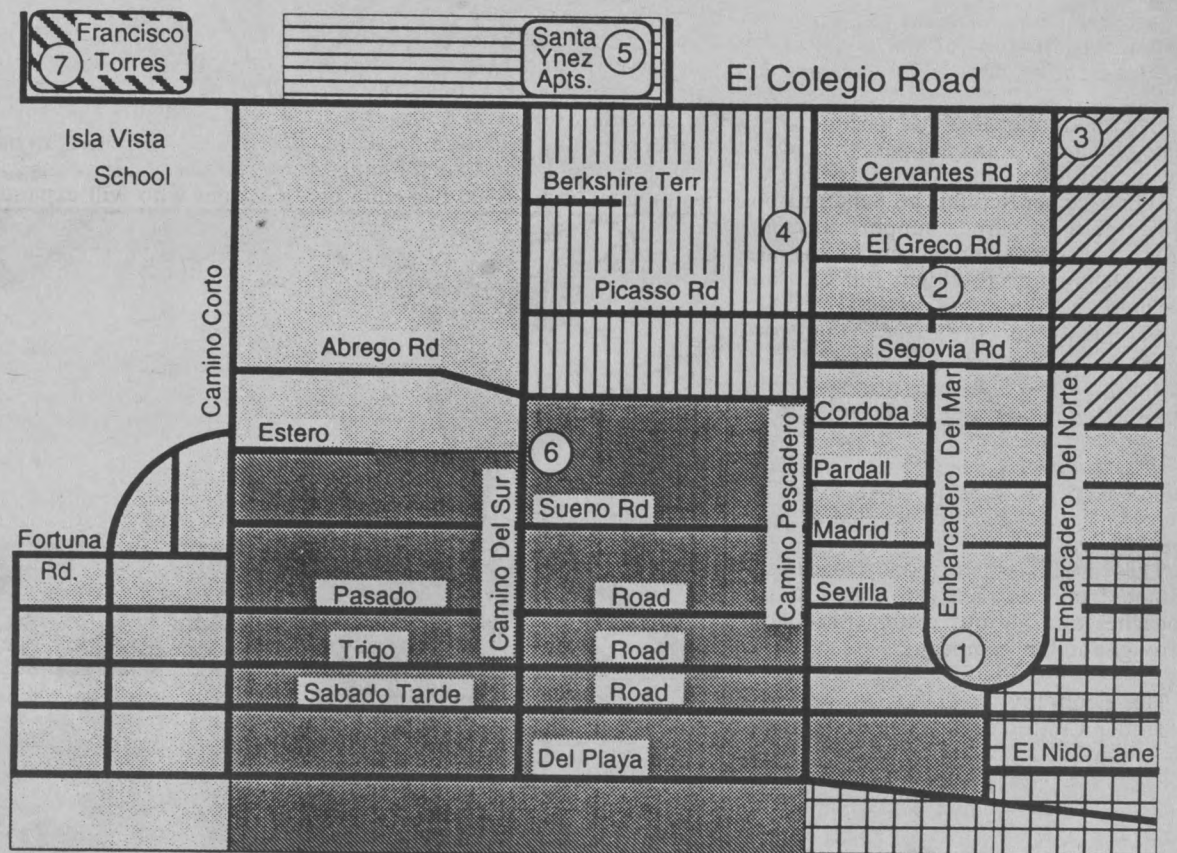 Francisco
Torres
7
Santa
Ynez
Apts.
5
El Colegio Road
Isla Vista
School
3
Cervantes Rd
Berkshire Terr
4
El Greco Rd
2
Picasso Rd
Camino Corto
Abrego Rd
Segovia Rd
Cordoba
Estero
6
Camino Del Sur
Camino Pescadero
Embarcadero Del Mar
Embarcadero Del Norte
Pardall
Sueno Rd
Fortuna
Rd.
Madrid
Pasado Road
Sevilla
Trigo Road
1
Sabado Tarde Road
Del Playa
El Nido Lane